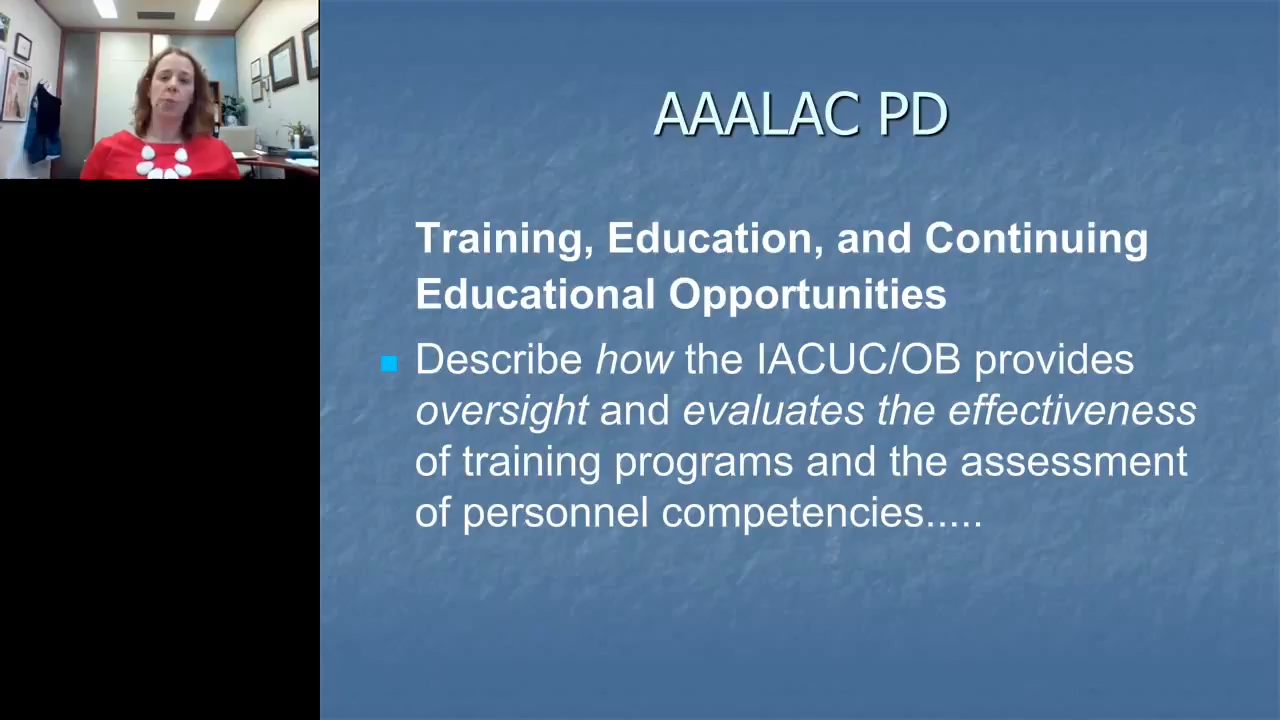 AAALAC PD
Training, Education, and Continuing
Educational Opportunities
Describe how the IACUC/OB provides
oversight and evaluates the effectiveness
of training programs and the assessment
of personnel competencies.....